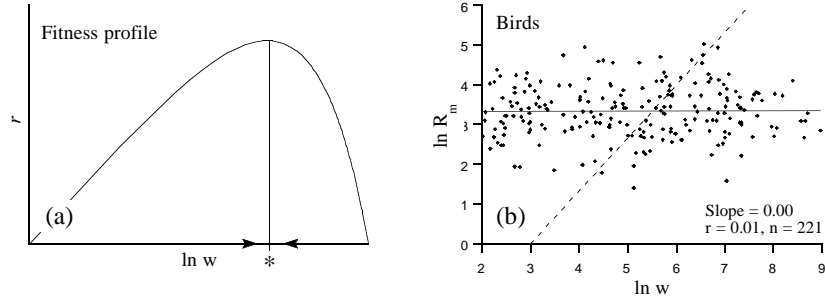 Fitness profile
r
(a)
ln w
*
Birds
ln R_m
6
5
4
3
2
1
0
(b)
Slope = 0.00
r = 0.01, n = 221
2 3 4 5 6 7 8 9
ln w